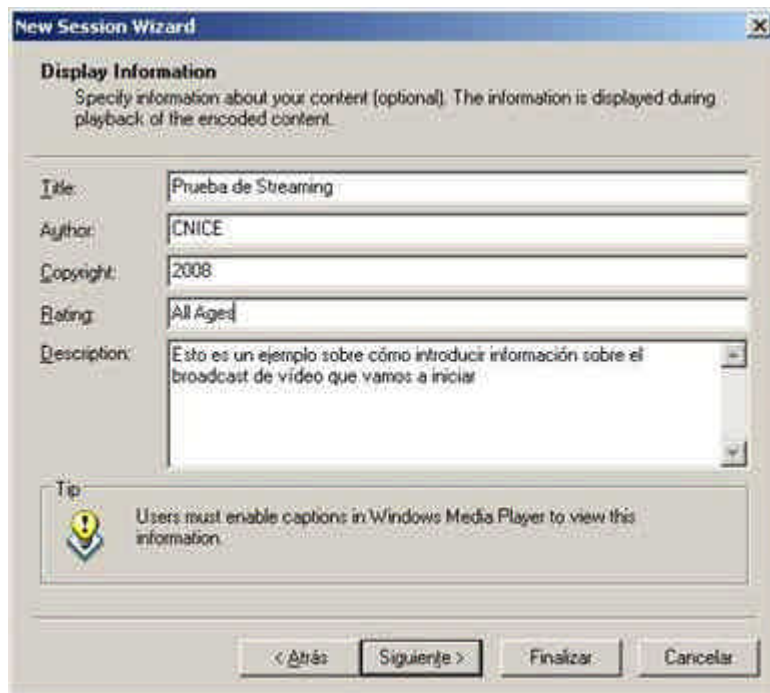 New Session Wizard
Display Information
Specify information about your content (optional). The information is displayed during
playback of the encoded content.
Title: Prueba de Streaming
Author: CNICE
Copyright: 2008
Rating: All Ages
Description: Esto es un ejemplo sobre cómo introducir información sobre el
broadcast de vídeo que vamos a iniciar
Tip
Users must enable captions in Windows Media Player to view this
information.
< Atrás Siguiente > Finalizar Cancelar